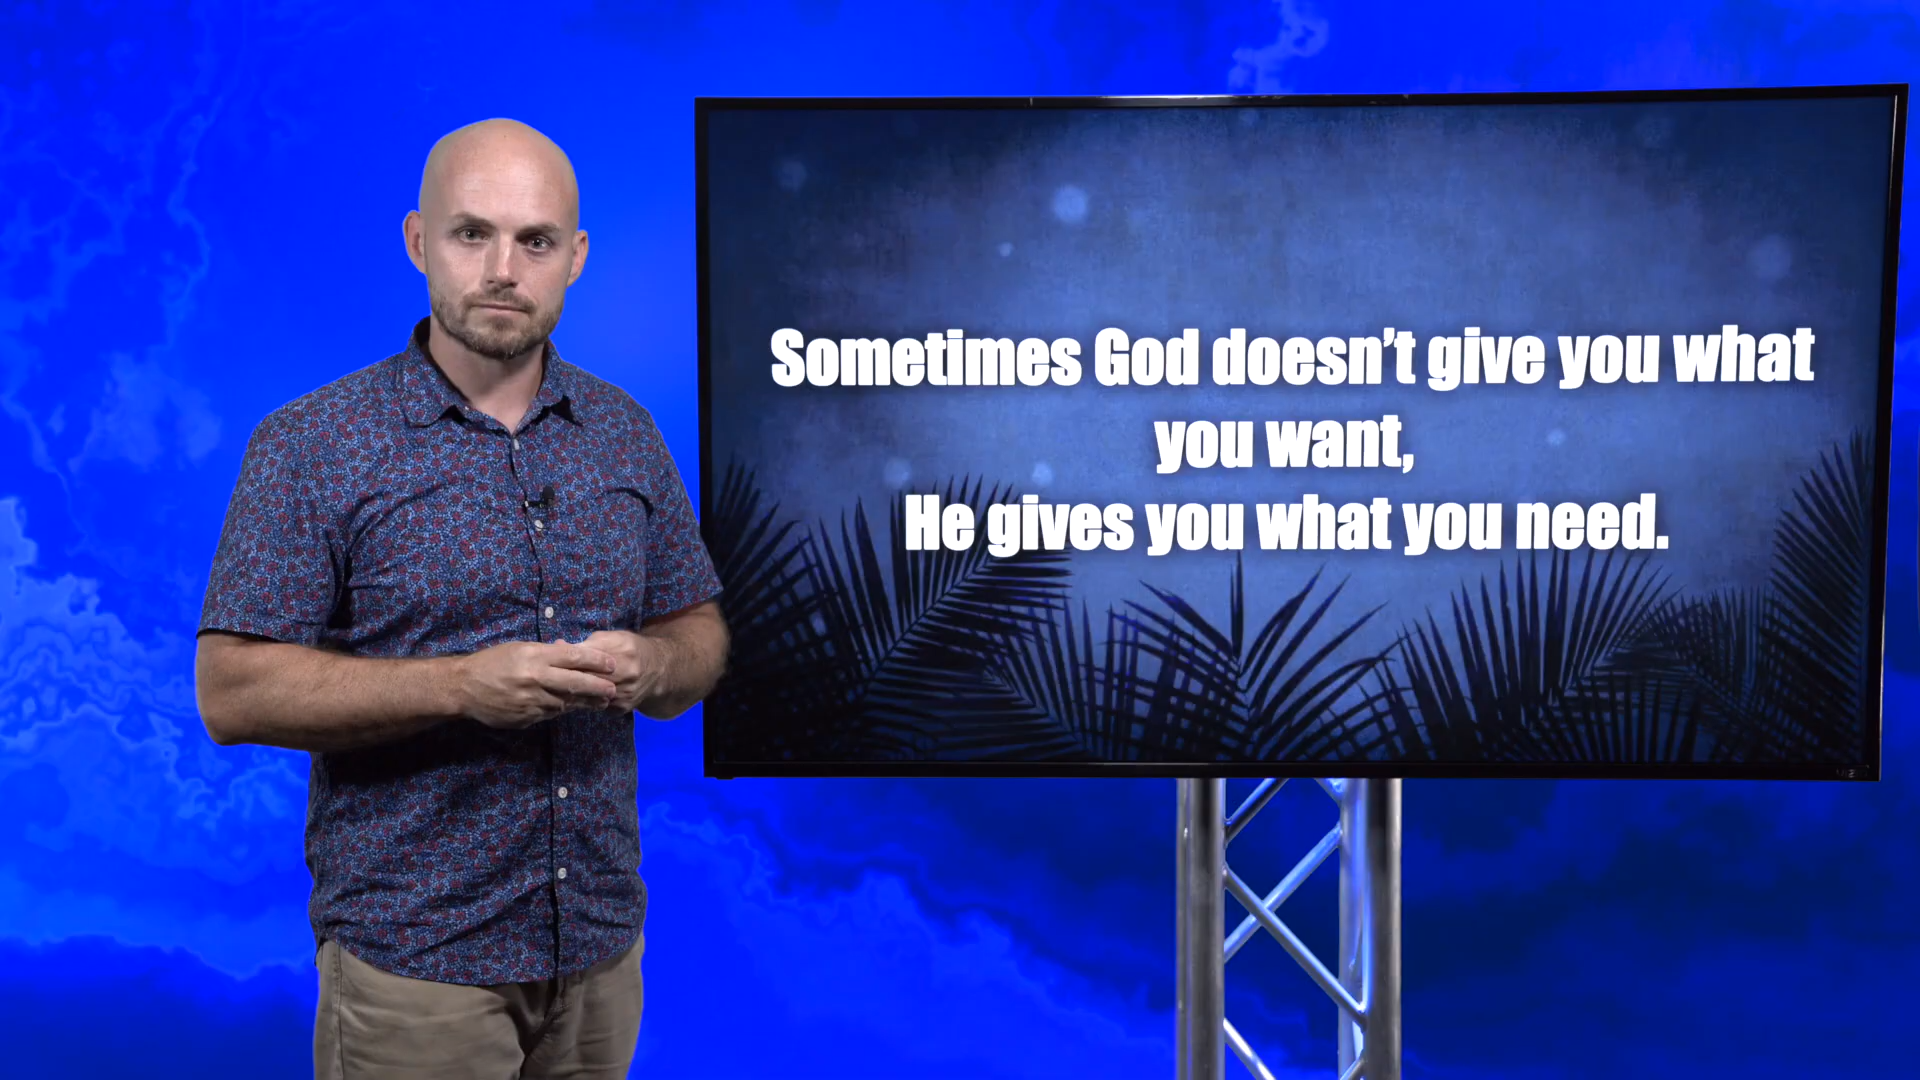 Sometimes God doesn’t give you what
you want,
He gives you what you need.